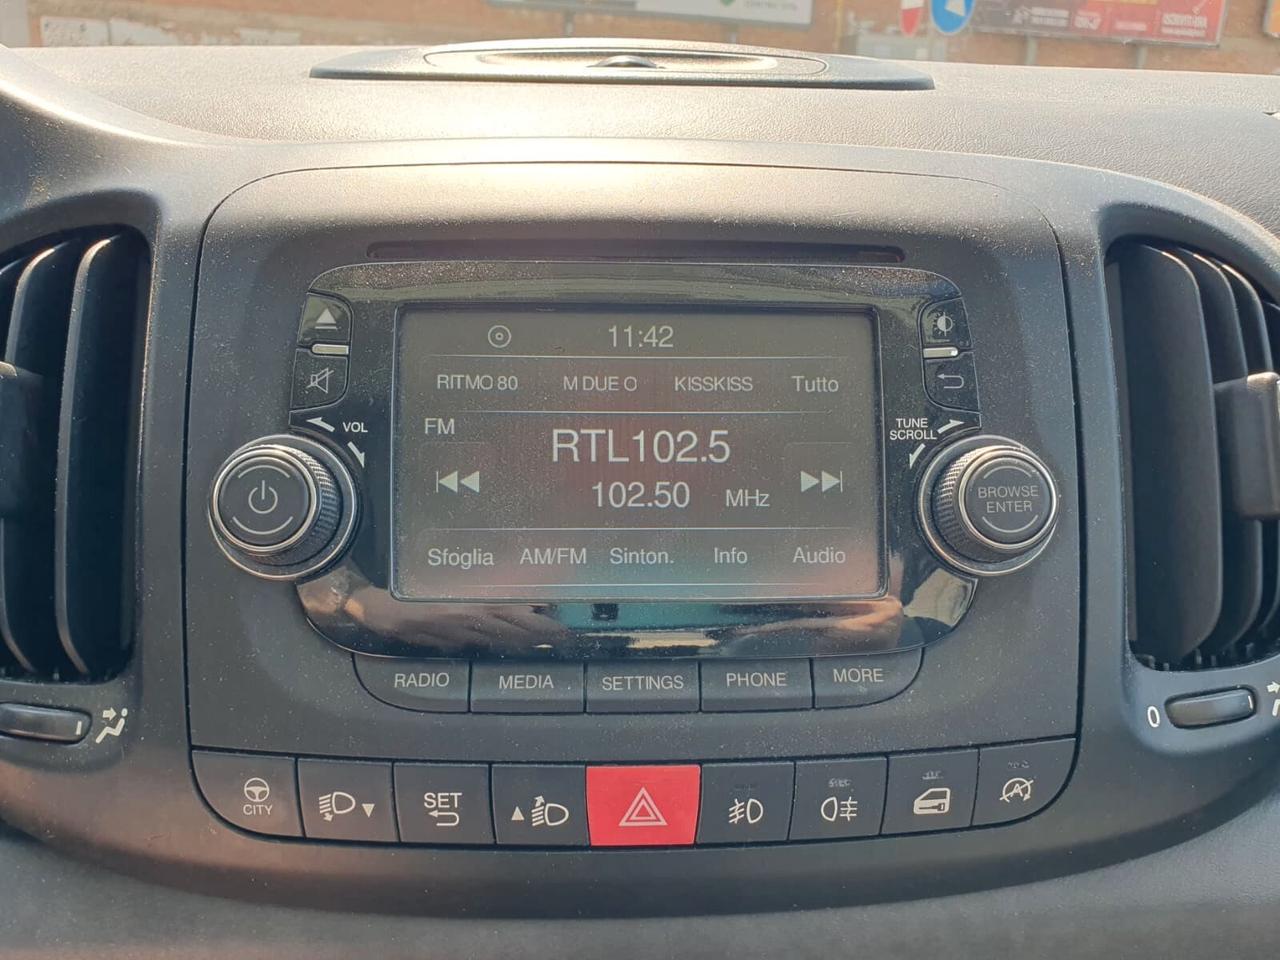 11:42
RITMO 80 M DUE O KISSKISS Tutto
FM
RTL102.5
102.50 MHz
Sfoglia AM/FM Sinton. Info Audio
VOL
TUNE
SCROLL
BROWSE
ENTER
RADIO MEDIA SETTINGS PHONE MORE
0
CITY
SET